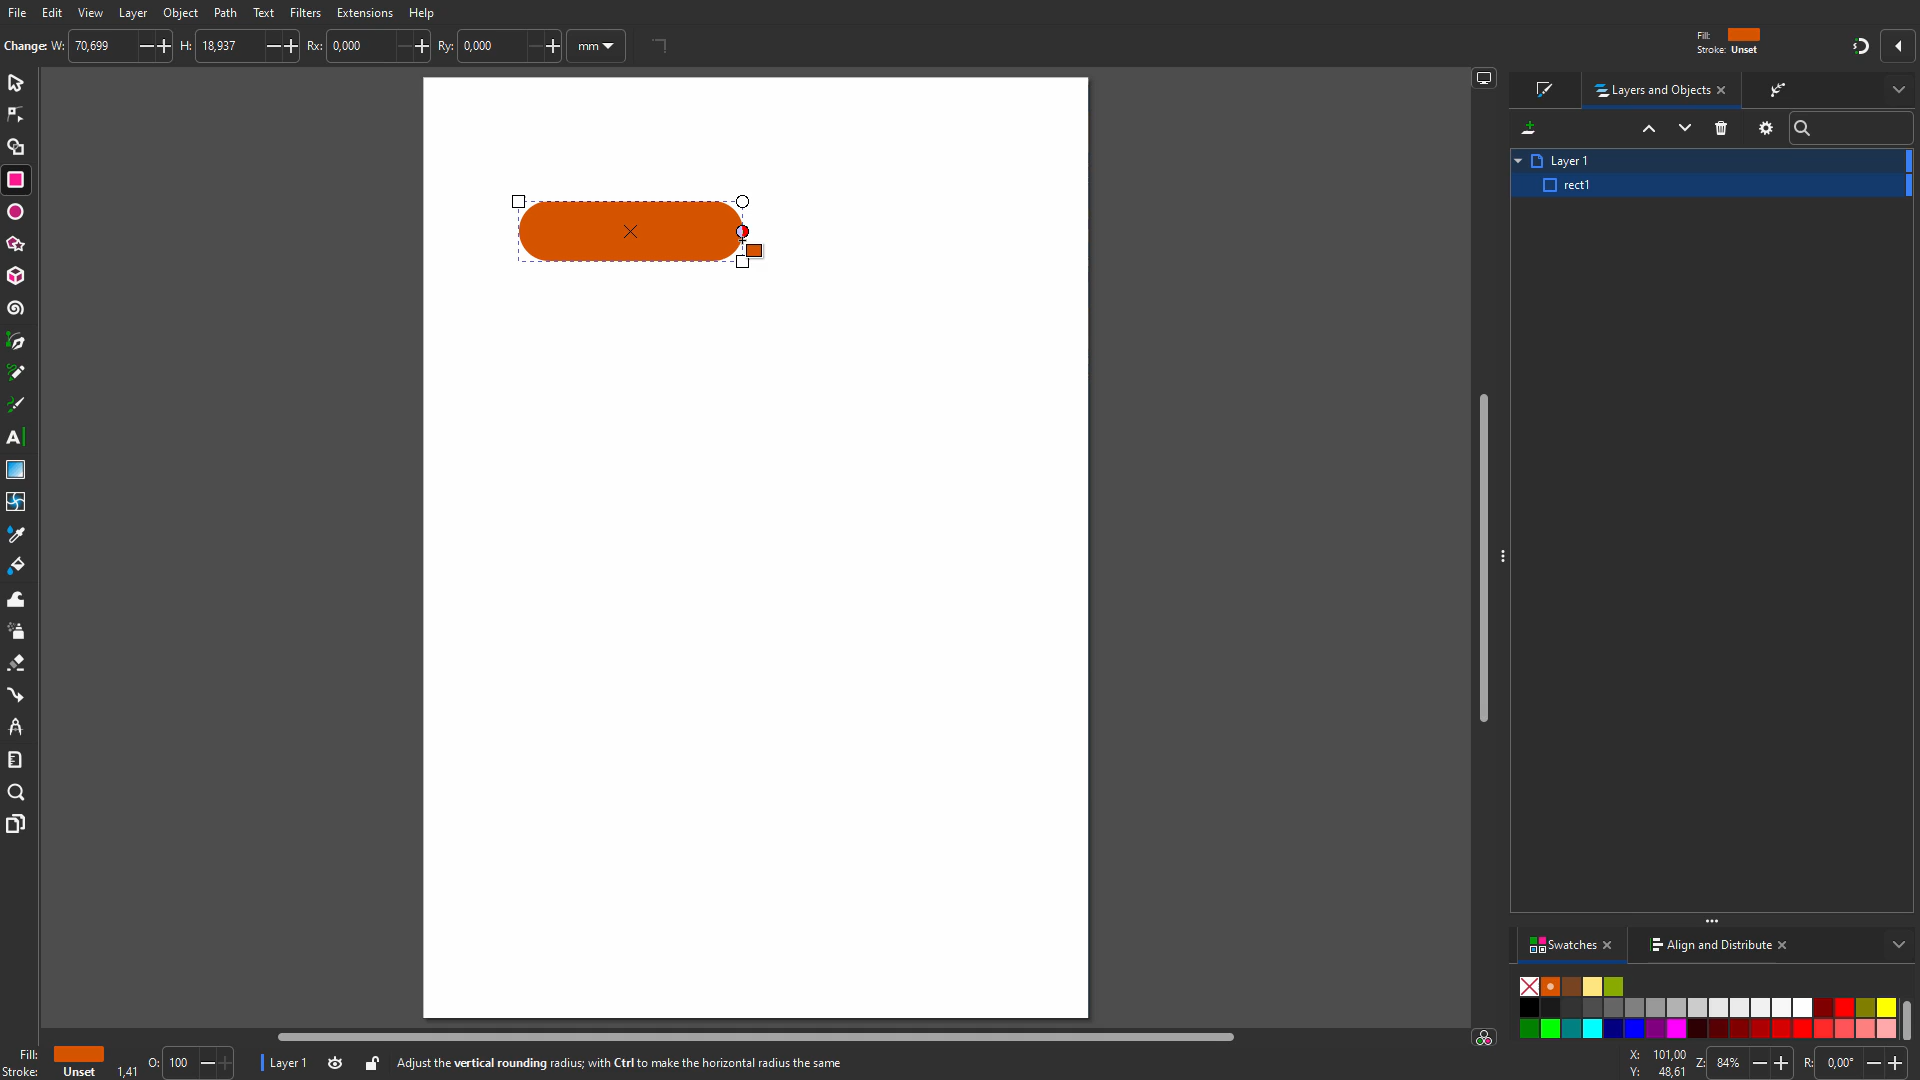 File Edit View Layer Object Path Text Filters Extensions Help
Change: W: 70,699 H: 18,937 Rx: 0,000 Ry: 0,000 mm
Fill:
Stroke: Unset
Layers and Objects
Layer 1
rect1
Swatches Align and Distribute
Fill:
Stroke: Unset 1,41
O: 100
Layer 1
Adjust the vertical rounding radius; with Ctrl to make the horizontal radius the same
X: 101,00
Y: 48,61
Z: 84%
R: 0,00°